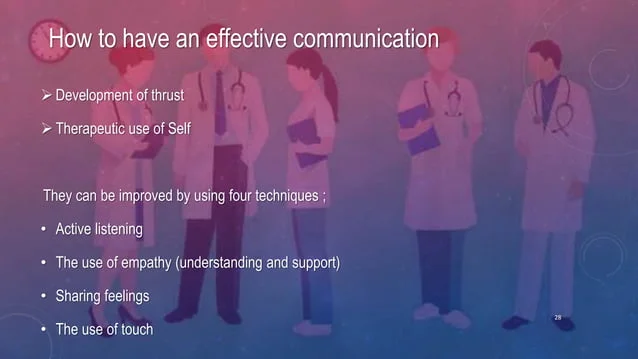 How to have an effective communication
➢ Development of thrust
➢ Therapeutic use of Self
They can be improved by using four techniques ;
• Active listening
• The use of empathy (understanding and support)
• Sharing feelings
• The use of touch
28